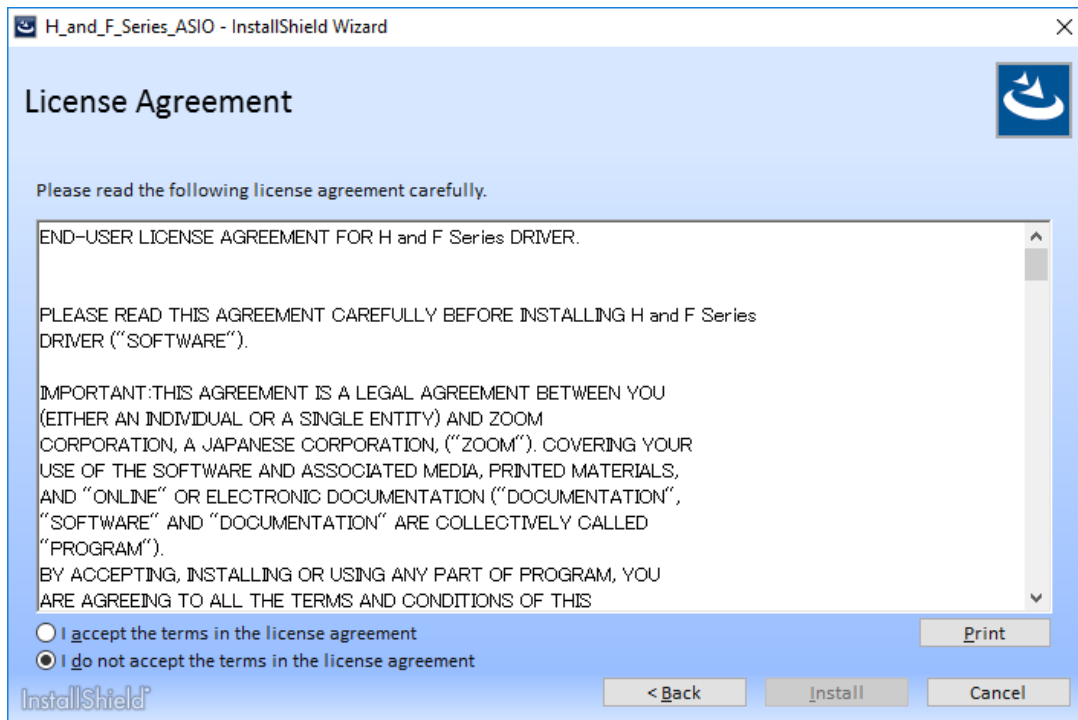 H_and_F_Series_ASIO - InstallShield Wizard
License Agreement
Please read the following license agreement carefully.
END-USER LICENSE AGREEMENT FOR H and F Series DRIVER.
PLEASE READ THIS AGREEMENT CAREFULLY BEFORE INSTALLING H and F Series
DRIVER ("SOFTWARE").
IMPORTANT:THIS AGREEMENT IS A LEGAL AGREEMENT BETWEEN YOU
(EITHER AN INDIVIDUAL OR A SINGLE ENTITY) AND ZOOM
CORPORATION, A JAPANESE CORPORATION, ("ZOOM"). COVERING YOUR
USE OF THE SOFTWARE AND ASSOCIATED MEDIA, PRINTED MATERIALS,
AND "ONLINE" OR ELECTRONIC DOCUMENTATION ("DOCUMENTATION",
"SOFTWARE" AND "DOCUMENTATION" ARE COLLECTIVELY CALLED
"PROGRAM").
BY ACCEPTING, INSTALLING OR USING ANY PART OF PROGRAM, YOU
ARE AGREEING TO ALL THE TERMS AND CONDITIONS OF THIS
I accept the terms in the license agreement
Print
I do not accept the terms in the license agreement
InstallShield
< Back
Install
Cancel